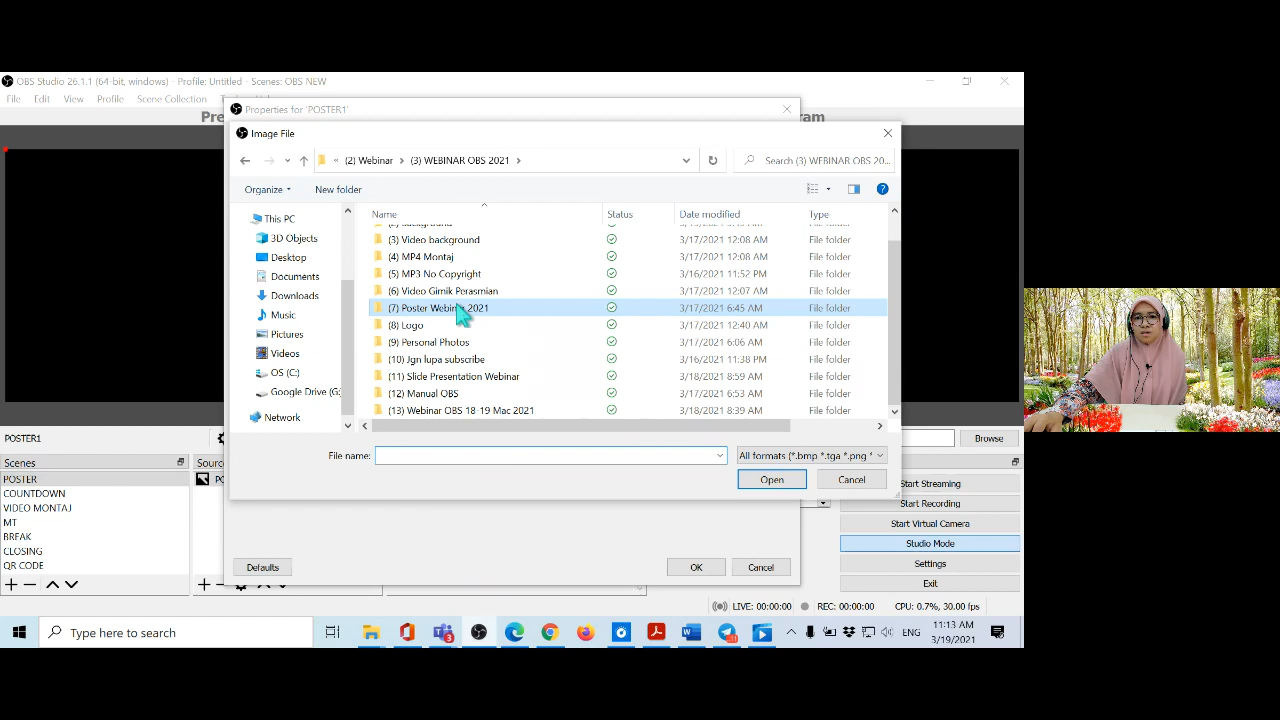 OBS Studio 26.1.1 (64-bit, windows) - Profile: Untitled - Scenes: OBS NEW
File Edit View Profile Scene Collection
Properties for 'POSTER1'
Image File
« (2) Webinar > (3) WEBINAR OBS 2021 >
Search (3) WEBINAR OBS 20...
Organize
New folder
Name Status Date modified Type
(3) Video background 3/17/2021 12:08 AM File folder
(4) MP4 Montaj 3/17/2021 12:08 AM File folder
(5) MP3 No Copyright 3/16/2021 11:52 PM File folder
(6) Video Gimik Perasmian 3/17/2021 12:07 AM File folder
(7) Poster Webinar 2021 3/17/2021 6:45 AM File folder
(8) Logo 3/17/2021 12:40 AM File folder
(9) Personal Photos 3/17/2021 6:06 AM File folder
(10) Jgn lupa subscribe 3/16/2021 11:38 PM File folder
(11) Slide Presentation Webinar 3/18/2021 8:59 AM File folder
(12) Manual OBS 3/17/2021 6:53 AM File folder
(13) Webinar OBS 18-19 Mac 2021 3/18/2021 8:39 AM File folder
This PC
3D Objects
Desktop
Documents
Downloads
Music
Pictures
Videos
OS (C:)
Google Drive (G:
Network
File name:
All formats (*.bmp *.tga *.png *
Open
Cancel
POSTER1
Browse
Scenes
POSTER
COUNTDOWN
VIDEO MONTAJ
MT
BREAK
CLOSING
QR CODE
Sour
Defaults
OK
Cancel
Start Streaming
Start Recording
Start Virtual Camera
Studio Mode
Settings
Exit
LIVE: 00:00:00 REC: 00:00:00 CPU: 0.7%, 30.00 fps
Type here to search
ENG
11:13 AM
3/19/2021